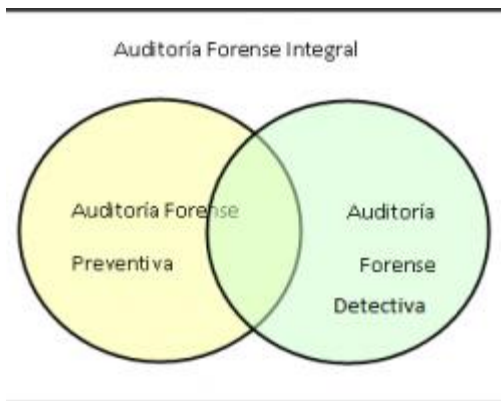 Auditoría Forense Integral
Auditoría Forense
Preventiva
Auditoría
Forense
Detectiva